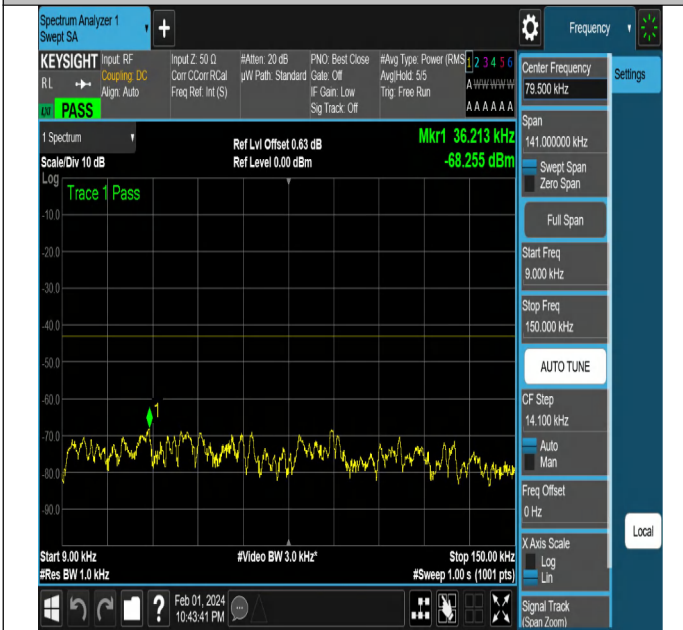 Spectrum Analyzer 1
Swept SA
Frequency
KEYSIGHT
RL
LXI PASS
Input: RF
Coupling: DC
Align: Auto
Input Z: 50 Ω
Corr CCorr RCal
Freq Ref: Int (S)
#Atten: 20 dB
µW Path: Standard
PNO: Best Close
Gate: Off
IF Gain: Low
Sig Track: Off
#Avg Type: Power (RMS
Avg|Hold: 5/5
Trig: Free Run
1 2 3 4 5 6
A W W W W W
A A A A A A
1 Spectrum
Scale/Div 10 dB
Log
Ref Lvl Offset 0.63 dB
Ref Level 0.00 dBm
Mkr1 36.213 kHz
-68.255 dBm
Trace 1 Pass
-10.0
-20.0
-30.0
-40.0
-50.0
-60.0
-70.0
-80.0
-90.0
1
Start 9.00 kHz
#Res BW 1.0 kHz
#Video BW 3.0 kHz*
Stop 150.00 kHz
#Sweep 1.00 s (1001 pts)
?
Feb 01, 2024
10:43:41 PM
Center Frequency
79.500 kHz
Settings
Span
141.000000 kHz
Swept Span
Zero Span
Full Span
Start Freq
9.000 kHz
Stop Freq
150.000 kHz
AUTO TUNE
CF Step
14.100 kHz
Auto
Man
Freq Offset
0 Hz
X Axis Scale
Log
Lin
Local
Signal Track
(Span Zoom)